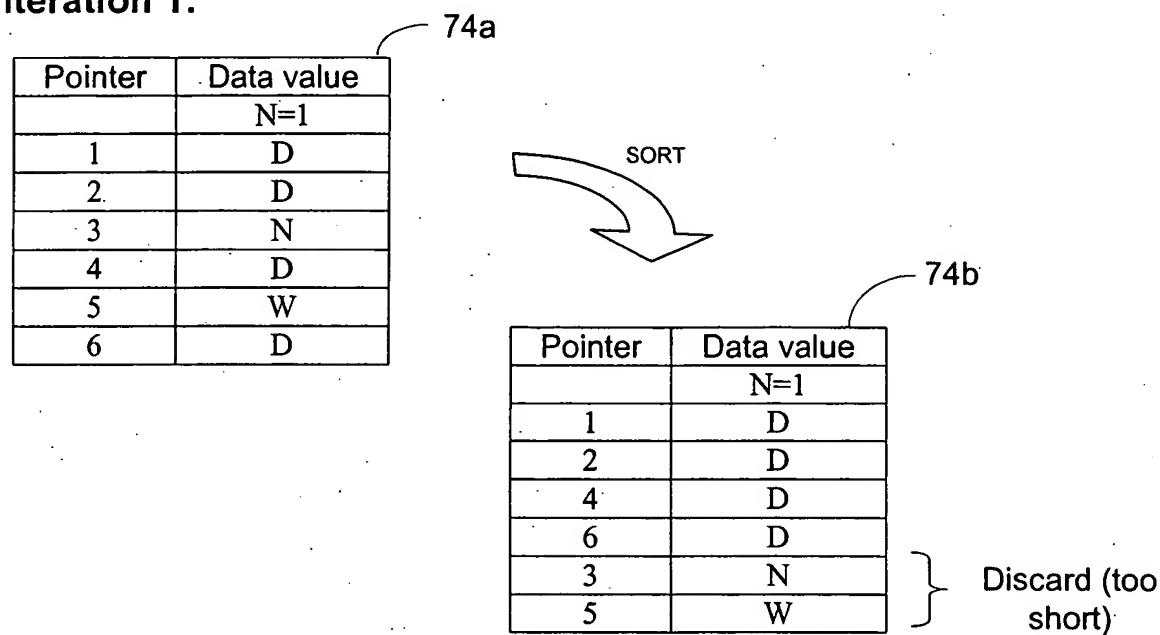 Iteration 1:
74a
Pointer Data value
N=1
1 D
2 D
3 N
4 D
5 W
6 D
SORT
74b
Pointer Data value
N=1
1 D
2 D
4 D
6 D
3 N
5 W
Discard (too
short)